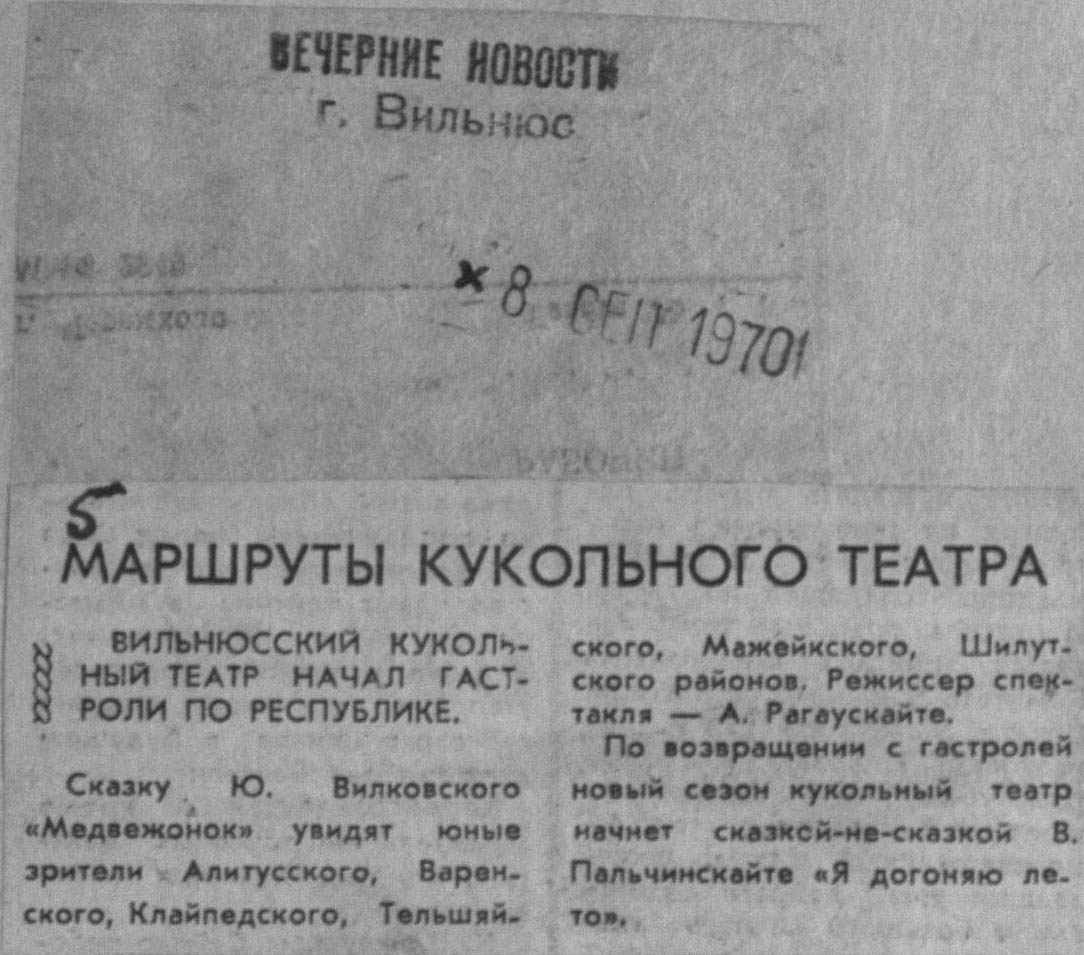 ВЕЧЕРНИЕ НОВОСТИ
г. Вильнюс
× 8 СЕП 1970
5
МАРШРУТЫ КУКОЛЬНОГО ТЕАТРА
ВИЛЬНЮССКИЙ КУКОЛЬ-
НЫЙ ТЕАТР НАЧАЛ ГАСТ-
РОЛИ ПО РЕСПУБЛИКЕ.
Сказку Ю. Вилковского
«Медвежонок» увидят юные
зрители Алитусского, Варен-
ского, Клайпедского, Тельшяй-
ского, Мажейкского, Шилут-
ского районов. Режиссер спек-
такля — А. Рагаускайте.
По возвращении с гастролей
новый сезон кукольный театр
начнет сказкой-не-сказкой В.
Пальчинскайте «Я догоняю ле-
то».